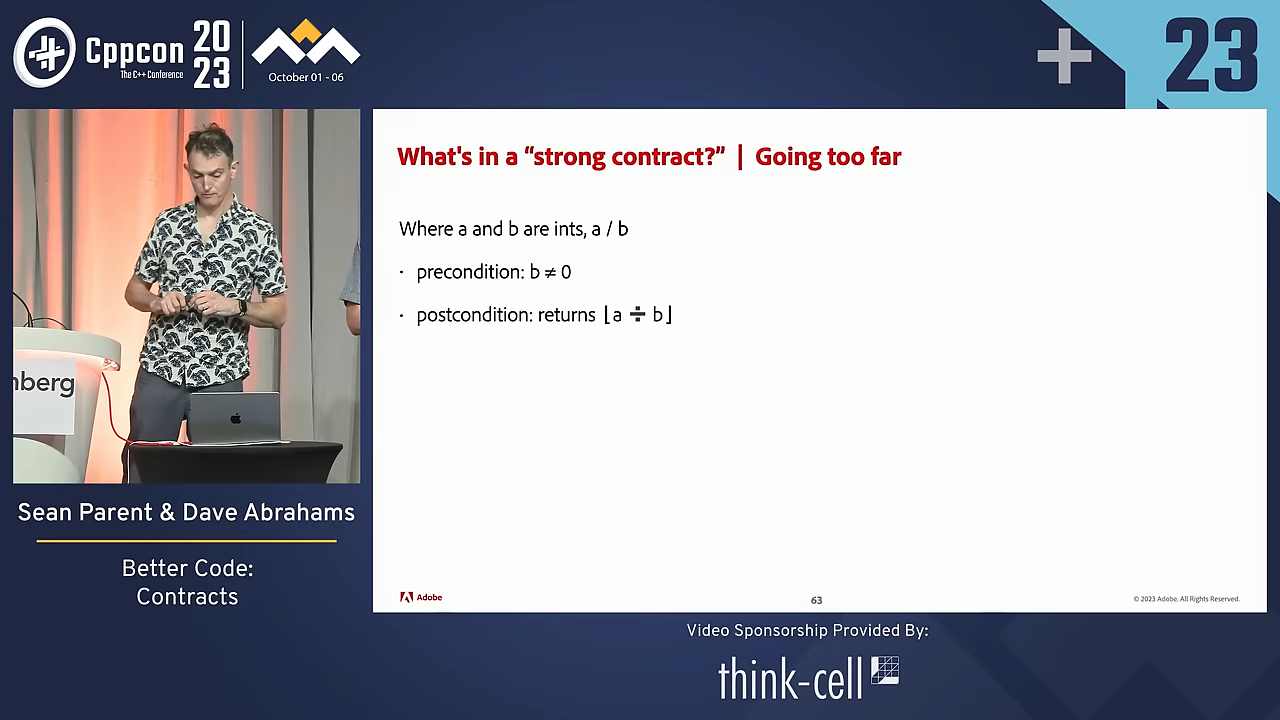 Cppcon
The C++ Conference
20
23
October 01 - 06
23
What's in a “strong contract?” | Going too far
Where a and b are ints, a / b
· precondition: b ≠ 0
· postcondition: returns ⌊a ÷ b⌋
nberg
Sean Parent & Dave Abrahams
Better Code:
Contracts
Adobe
63
© 2023 Adobe. All Rights Reserved.
Video Sponsorship Provided By:
think-cell